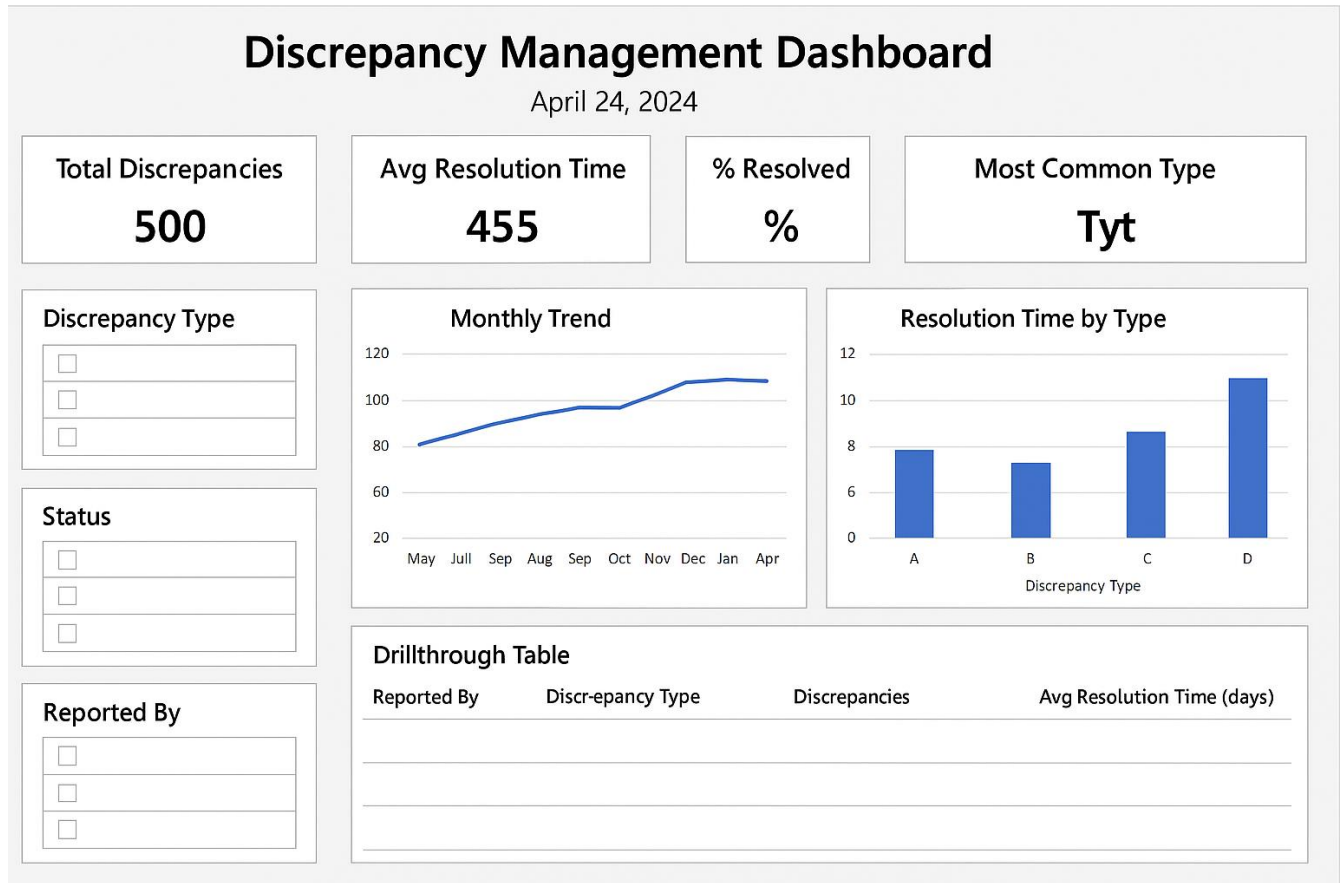 Discrepancy Management Dashboard
April 24, 2024
Total Discrepancies
500
Avg Resolution Time
455
% Resolved
%
Most Common Type
Tyt
Discrepancy Type
Status
Reported By
Monthly Trend
120
100
80
60
20
May Jull Sep Aug Sep Oct Nov Dec Jan Apr
Resolution Time by Type
12
10
8
6
0
A B C D
Discrepancy Type
Drillthrough Table
Reported By Discr-epancy Type Discrepancies Avg Resolution Time (days)